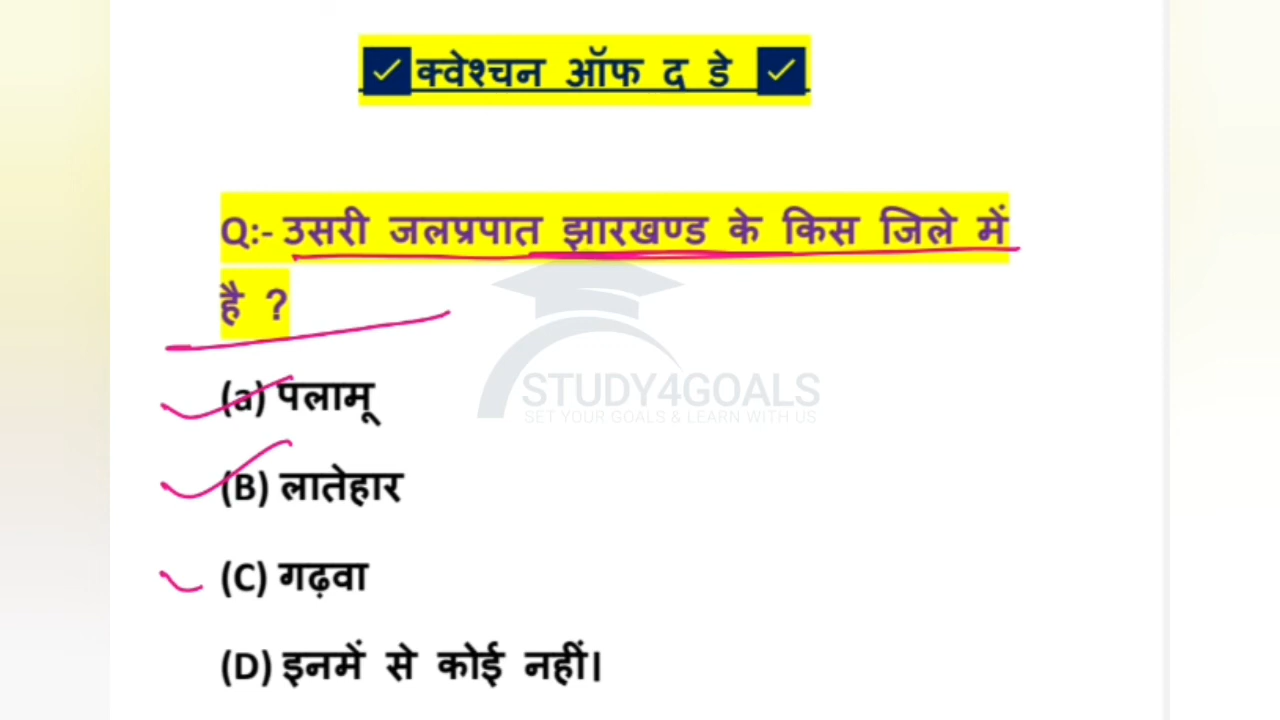 क्वेश्चन ऑफ द डे
Q:- उसरी जलप्रपात झारखण्ड के किस जिले में
है ?
STUDY4GOALS
SET YOUR GOALS & LEARN WITH US
(a) पलामू
(B) लातेहार
(C) गढ़वा
(D) इनमें से कोई नहीं।